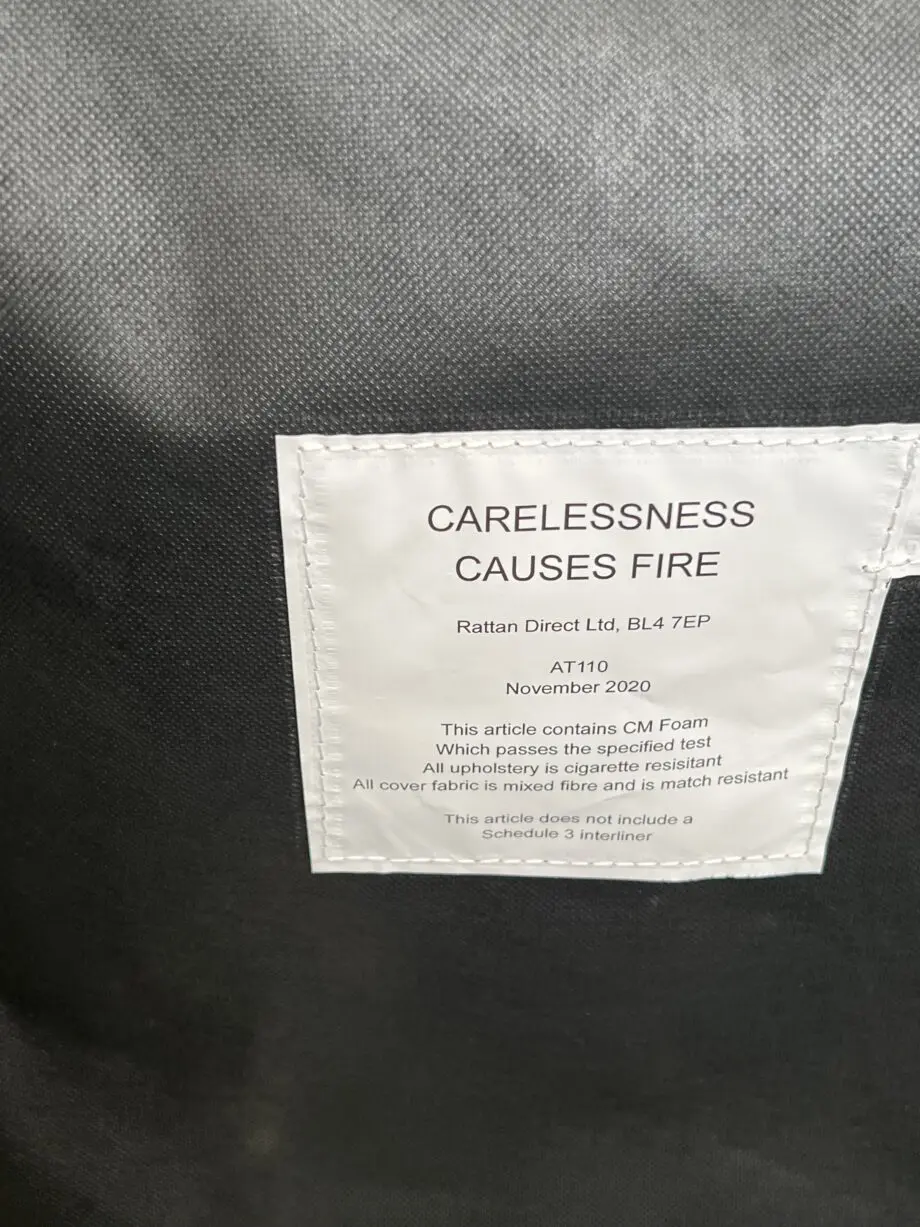 CARELESSNESS
CAUSES FIRE
Rattan Direct Ltd, BL4 7EP
AT110
November 2020
This article contains CM Foam
Which passes the specified test
All upholstery is cigarette resisitant
All cover fabric is mixed fibre and is match resistant
This article does not include a
Schedule 3 interliner